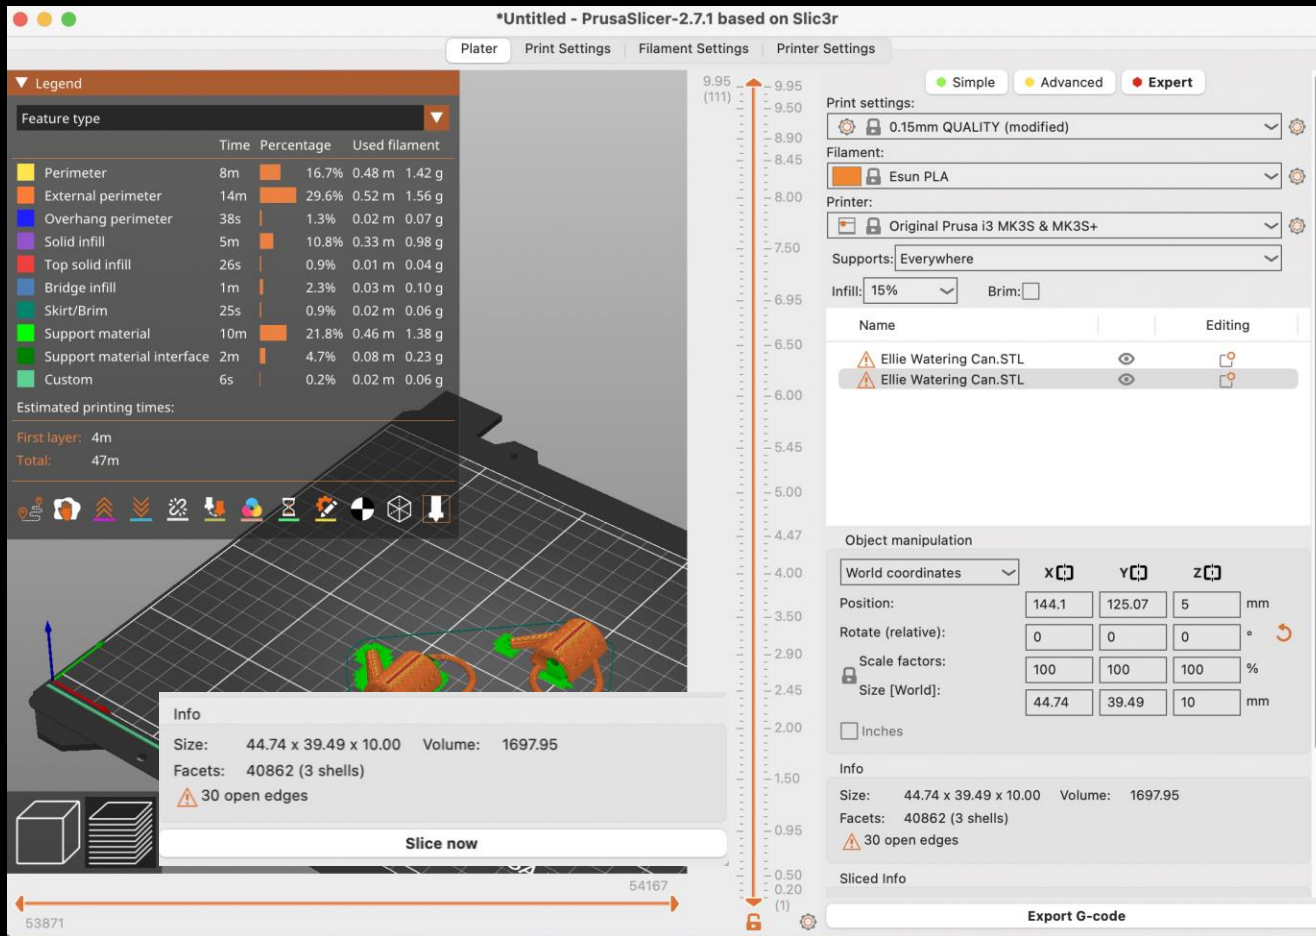 *Untitled - PrusaSlicer-2.7.1 based on Slic3r
Plater Print Settings Filament Settings Printer Settings
Legend
Feature type
Time Percentage Used filament
Perimeter 8m 16.7% 0.48 m 1.42 g
External perimeter 14m 29.6% 0.52 m 1.56 g
Overhang perimeter 38s 1.3% 0.02 m 0.07 g
Solid infill 5m 10.8% 0.33 m 0.98 g
Top solid infill 26s 0.9% 0.01 m 0.04 g
Bridge infill 1m 2.3% 0.03 m 0.10 g
Skirt/Brim 25s 0.9% 0.02 m 0.06 g
Support material 10m 21.8% 0.46 m 1.38 g
Support material interface 2m 4.7% 0.08 m 0.23 g
Custom 6s 0.2% 0.02 m 0.06 g
Estimated printing times:
First layer: 4m
Total: 47m
Info
Size: 44.74 x 39.49 x 10.00 Volume: 1697.95
Facets: 40862 (3 shells)
30 open edges
Slice now
54167
53871
9.95
(111)
9.95
9.50
8.90
8.45
8.00
7.50
6.95
6.50
6.00
5.45
5.00
4.47
4.00
3.50
2.90
2.45
2.00
1.50
0.95
0.50
0.20
(1)
Simple Advanced Expert
Print settings:
0.15mm QUALITY (modified)
Filament:
Esun PLA
Printer:
Original Prusa i3 MK3S & MK3S+
Supports: Everywhere
Infill: 15% Brim:
Name Editing
Ellie Watering Can.STL
Ellie Watering Can.STL
Object manipulation
World coordinates X Y Z
Position: 144.1 125.07 5 mm
Rotate (relative): 0 0 0 °
Scale factors: 100 100 100 %
Size [World]: 44.74 39.49 10 mm
Inches
Info
Size: 44.74 x 39.49 x 10.00 Volume: 1697.95
Facets: 40862 (3 shells)
30 open edges
Sliced Info
Export G-code